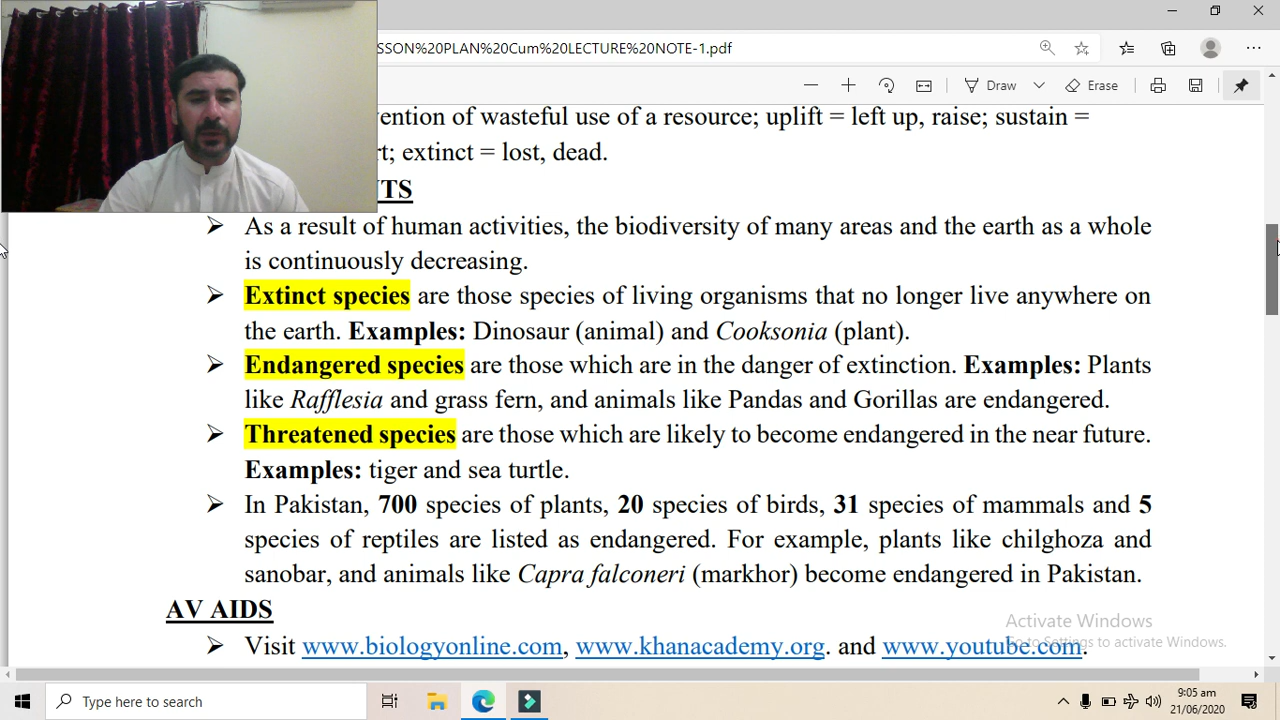 SSON%20PLAN%20Cum%20LECTURE%20NOTE-1.pdf
Draw
Erase
vention of wasteful use of a resource; uplift = left up, raise; sustain =
rt; extinct = lost, dead.
NTS
➢ As a result of human activities, the biodiversity of many areas and the earth as a whole
is continuously decreasing.
➢ Extinct species are those species of living organisms that no longer live anywhere on
the earth. Examples: Dinosaur (animal) and Cooksonia (plant).
➢ Endangered species are those which are in the danger of extinction. Examples: Plants
like Rafflesia and grass fern, and animals like Pandas and Gorillas are endangered.
➢ Threatened species are those which are likely to become endangered in the near future.
Examples: tiger and sea turtle.
➢ In Pakistan, 700 species of plants, 20 species of birds, 31 species of mammals and 5
species of reptiles are listed as endangered. For example, plants like chilghoza and
sanobar, and animals like Capra falconeri (markhor) become endangered in Pakistan.
AV AIDS
Activate Windows
Go to Settings to activate Windows.
➢ Visit www.biologyonline.com, www.khanacademy.org. and www.youtube.com.
Type here to search
9:05 am
21/06/2020